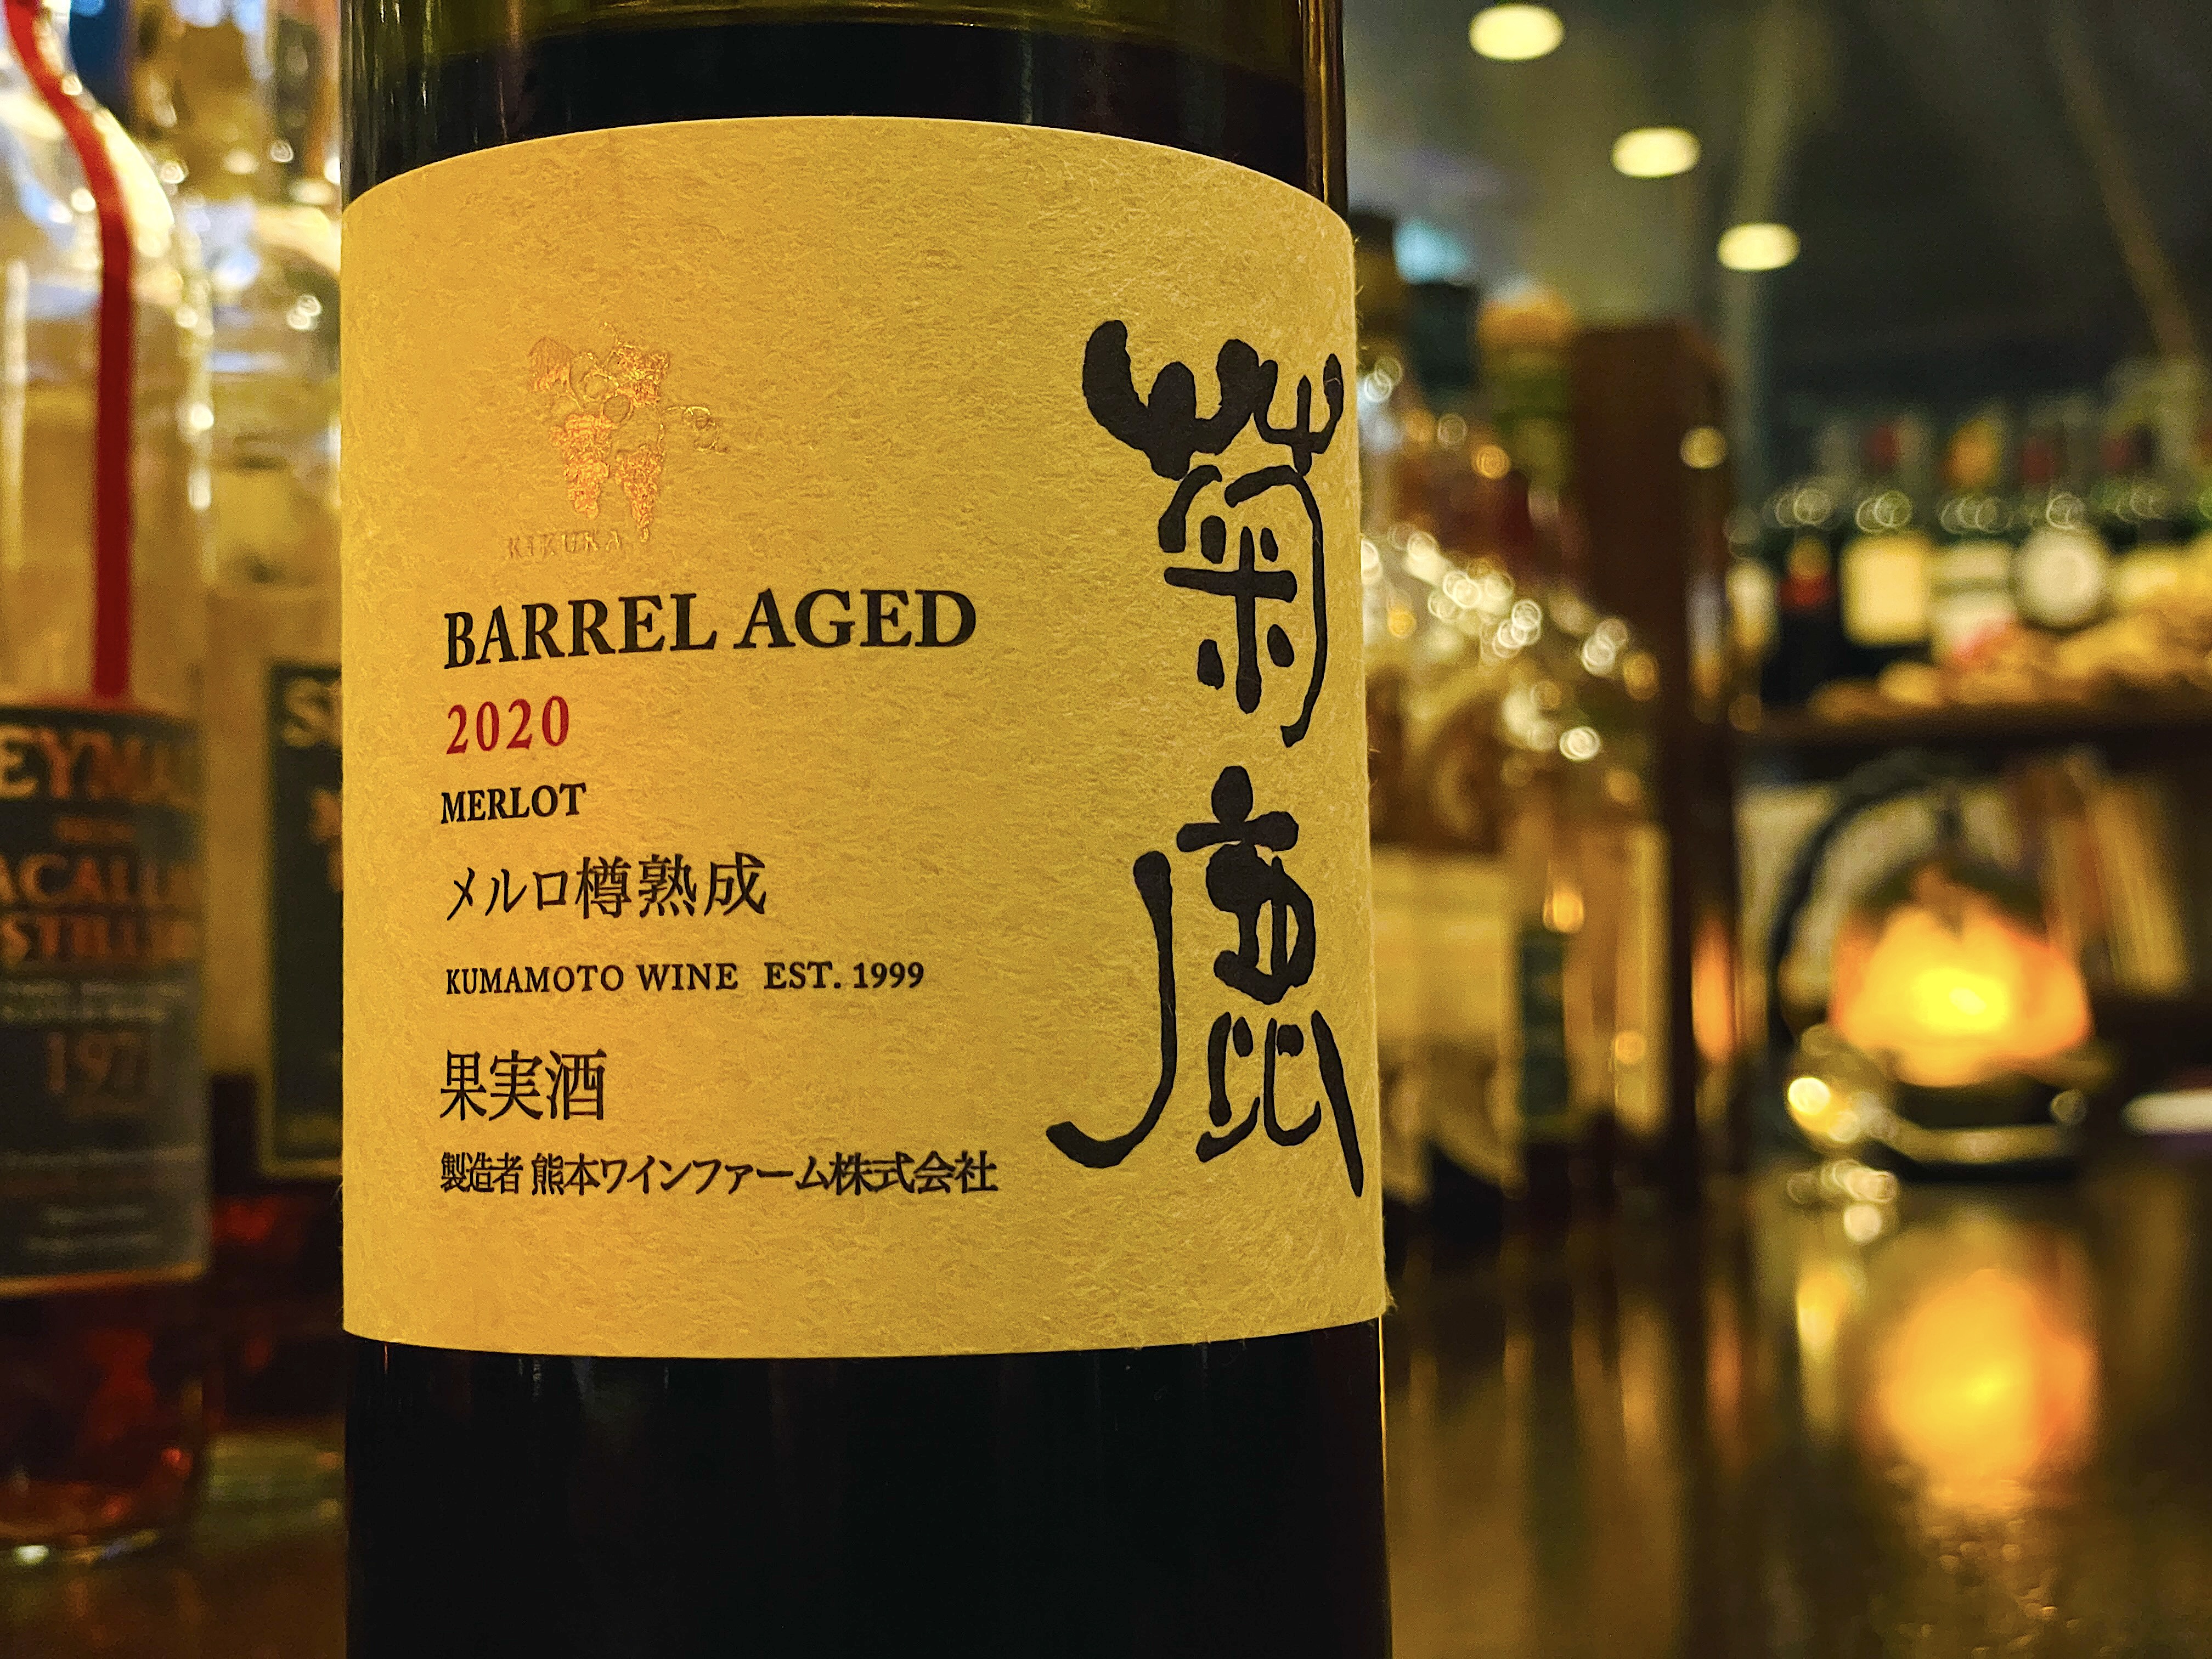 KIKUKA
BARREL AGED
2020
MERLOT
メルロ樽熟成
KUMAMOTO WINE EST. 1999
果実酒
製造者 熊本ワインファーム株式会社
菊鹿